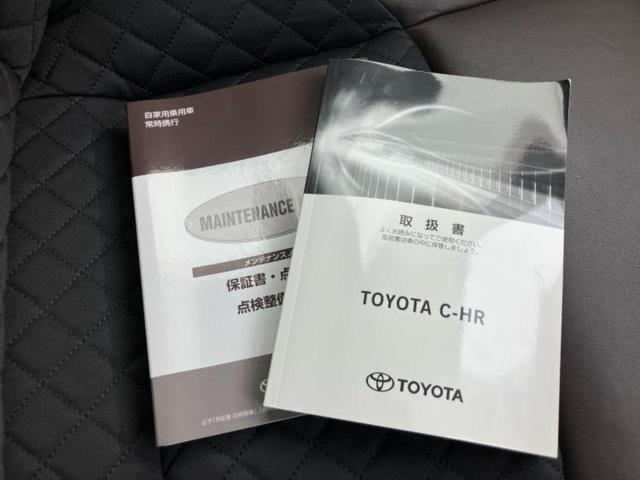 自家用乗用車
常時携行
MAINTENANCE
メンテナンスノ
保証書・点
点検整備
取扱書
よくお読みになってご使用ください。
取扱書は車の中に保管しましょう。
TOYOTA C-HR
TOYOTA